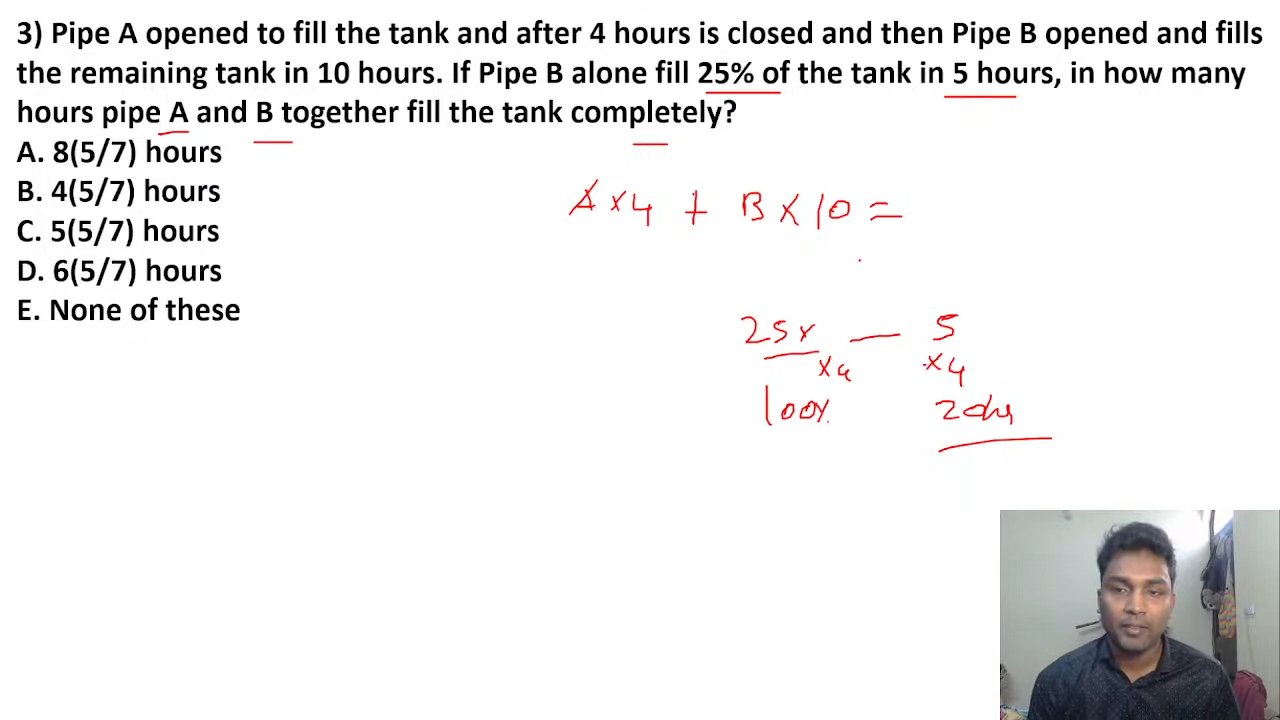 3) Pipe A opened to fill the tank and after 4 hours is closed and then Pipe B opened and fills
the remaining tank in 10 hours. If Pipe B alone fill 25% of the tank in 5 hours, in how many
hours pipe A and B together fill the tank completely?
A. 8(5/7) hours
B. 4(5/7) hours
C. 5(5/7) hours
D. 6(5/7) hours
E. None of these
A × 4 + B × 10 =
25% — 5
×4 ×4
100% 20hrs